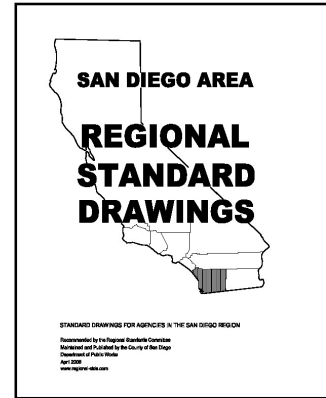 SAN DIEGO AREA
REGIONAL
STANDARD
DRAWINGS
STANDARD DRAWINGS FOR AGENCIES IN THE SAN DIEGO REGION
Recommended by the Regional Standards Committee
Maintained and Published by the County of San Diego
Department of Public Works
April 2006
www.regional-stds.com